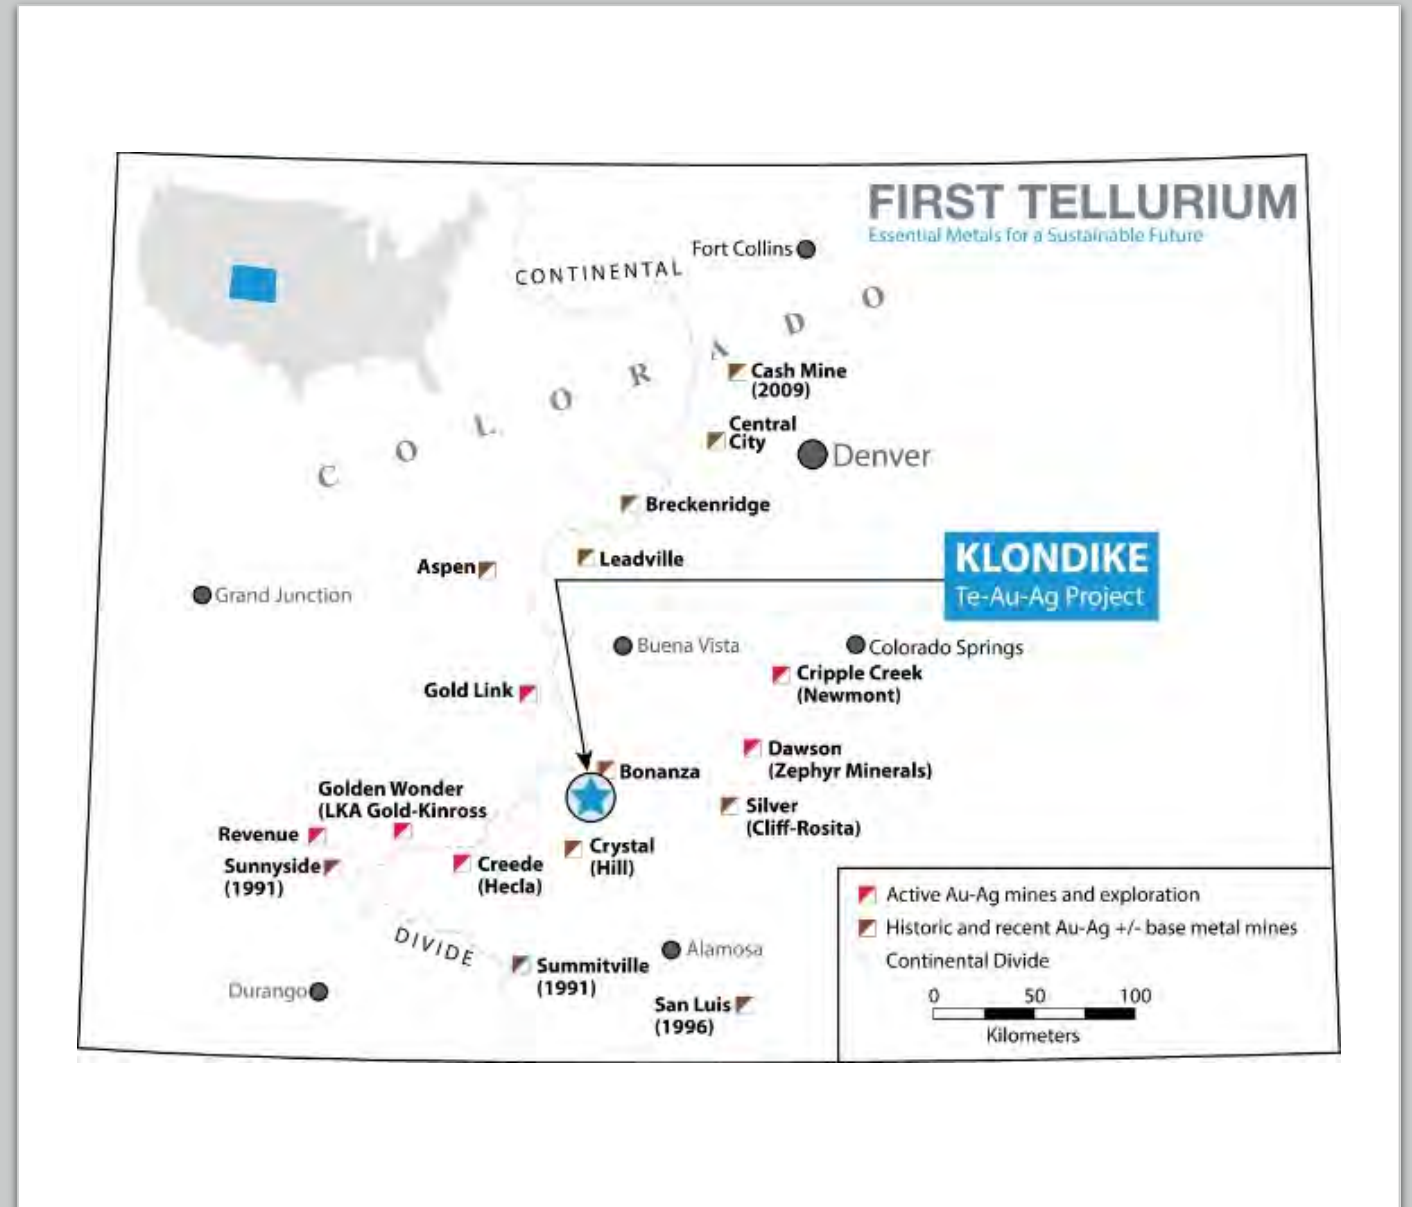 FIRST TELLURIUM
Essential Metals for a Sustainable Future
Fort Collins
CONTINENTAL
COLORADO
Cash Mine
(2009)
Central
City
Denver
Breckenridge
Leadville
Aspen
KLONDIKE
Te-Au-Ag Project
Grand Junction
Buena Vista
Colorado Springs
Cripple Creek
(Newmont)
Gold Link
Dawson
(Zephyr Minerals)
Bonanza
Golden Wonder
(LKA Gold-Kinross
Silver
(Cliff-Rosita)
Revenue
Crystal
(Hill)
Sunnyside
(1991)
Creede
(Hecla)
DIVIDE
Alamosa
Summitville
(1991)
Durango
San Luis
(1996)
Active Au-Ag mines and exploration
Historic and recent Au-Ag +/- base metal mines
Continental Divide
0 50 100
Kilometers